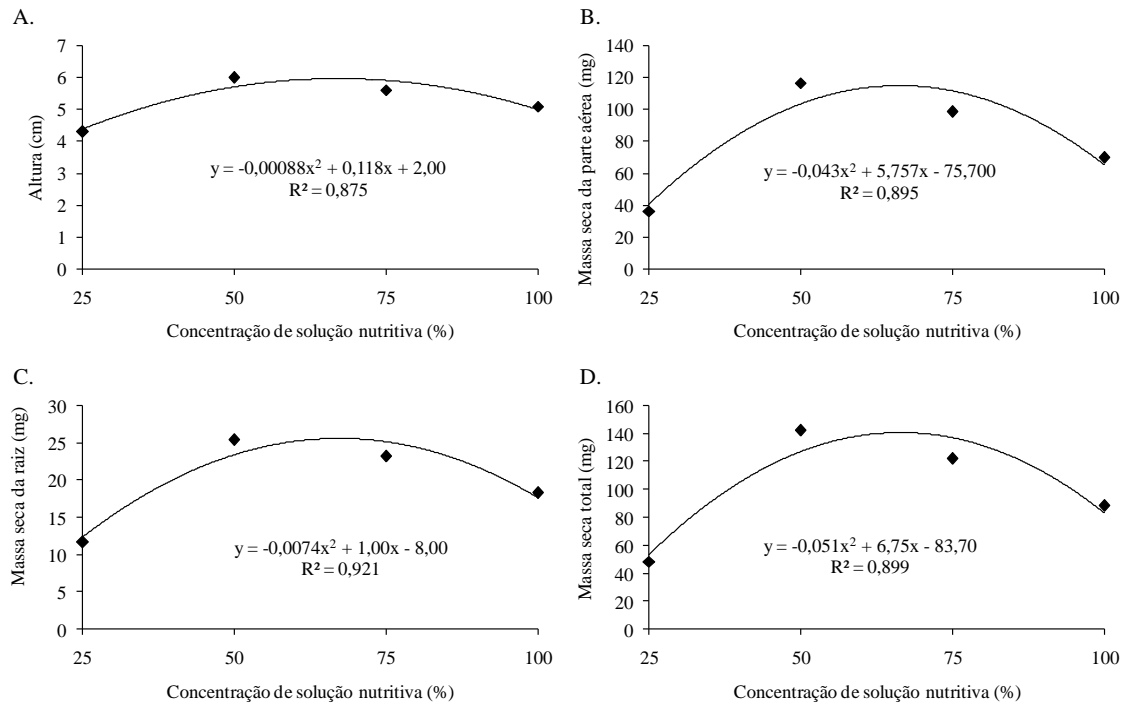 A.
7
6
5
4
3
2
1
0
Altura (cm)
y = -0,00088x² + 0,118x + 2,00
R² = 0,875
25 50 75 100
Concentração de solução nutritiva (%)
B.
140
120
100
80
60
40
20
0
Massa seca da parte aérea (mg)
y = -0,043x² + 5,757x - 75,700
R² = 0,895
25 50 75 100
Concentração de solução nutritiva (%)
C.
30
25
20
15
10
5
0
Massa seca da raiz (mg)
y = -0,0074x² + 1,00x - 8,00
R² = 0,921
25 50 75 100
Concentração de solução nutritiva (%)
D.
160
140
120
100
80
60
40
20
0
Massa seca total (mg)
y = -0,051x² + 6,75x - 83,70
R² = 0,899
25 50 75 100
Concentração de solução nutritiva (%)